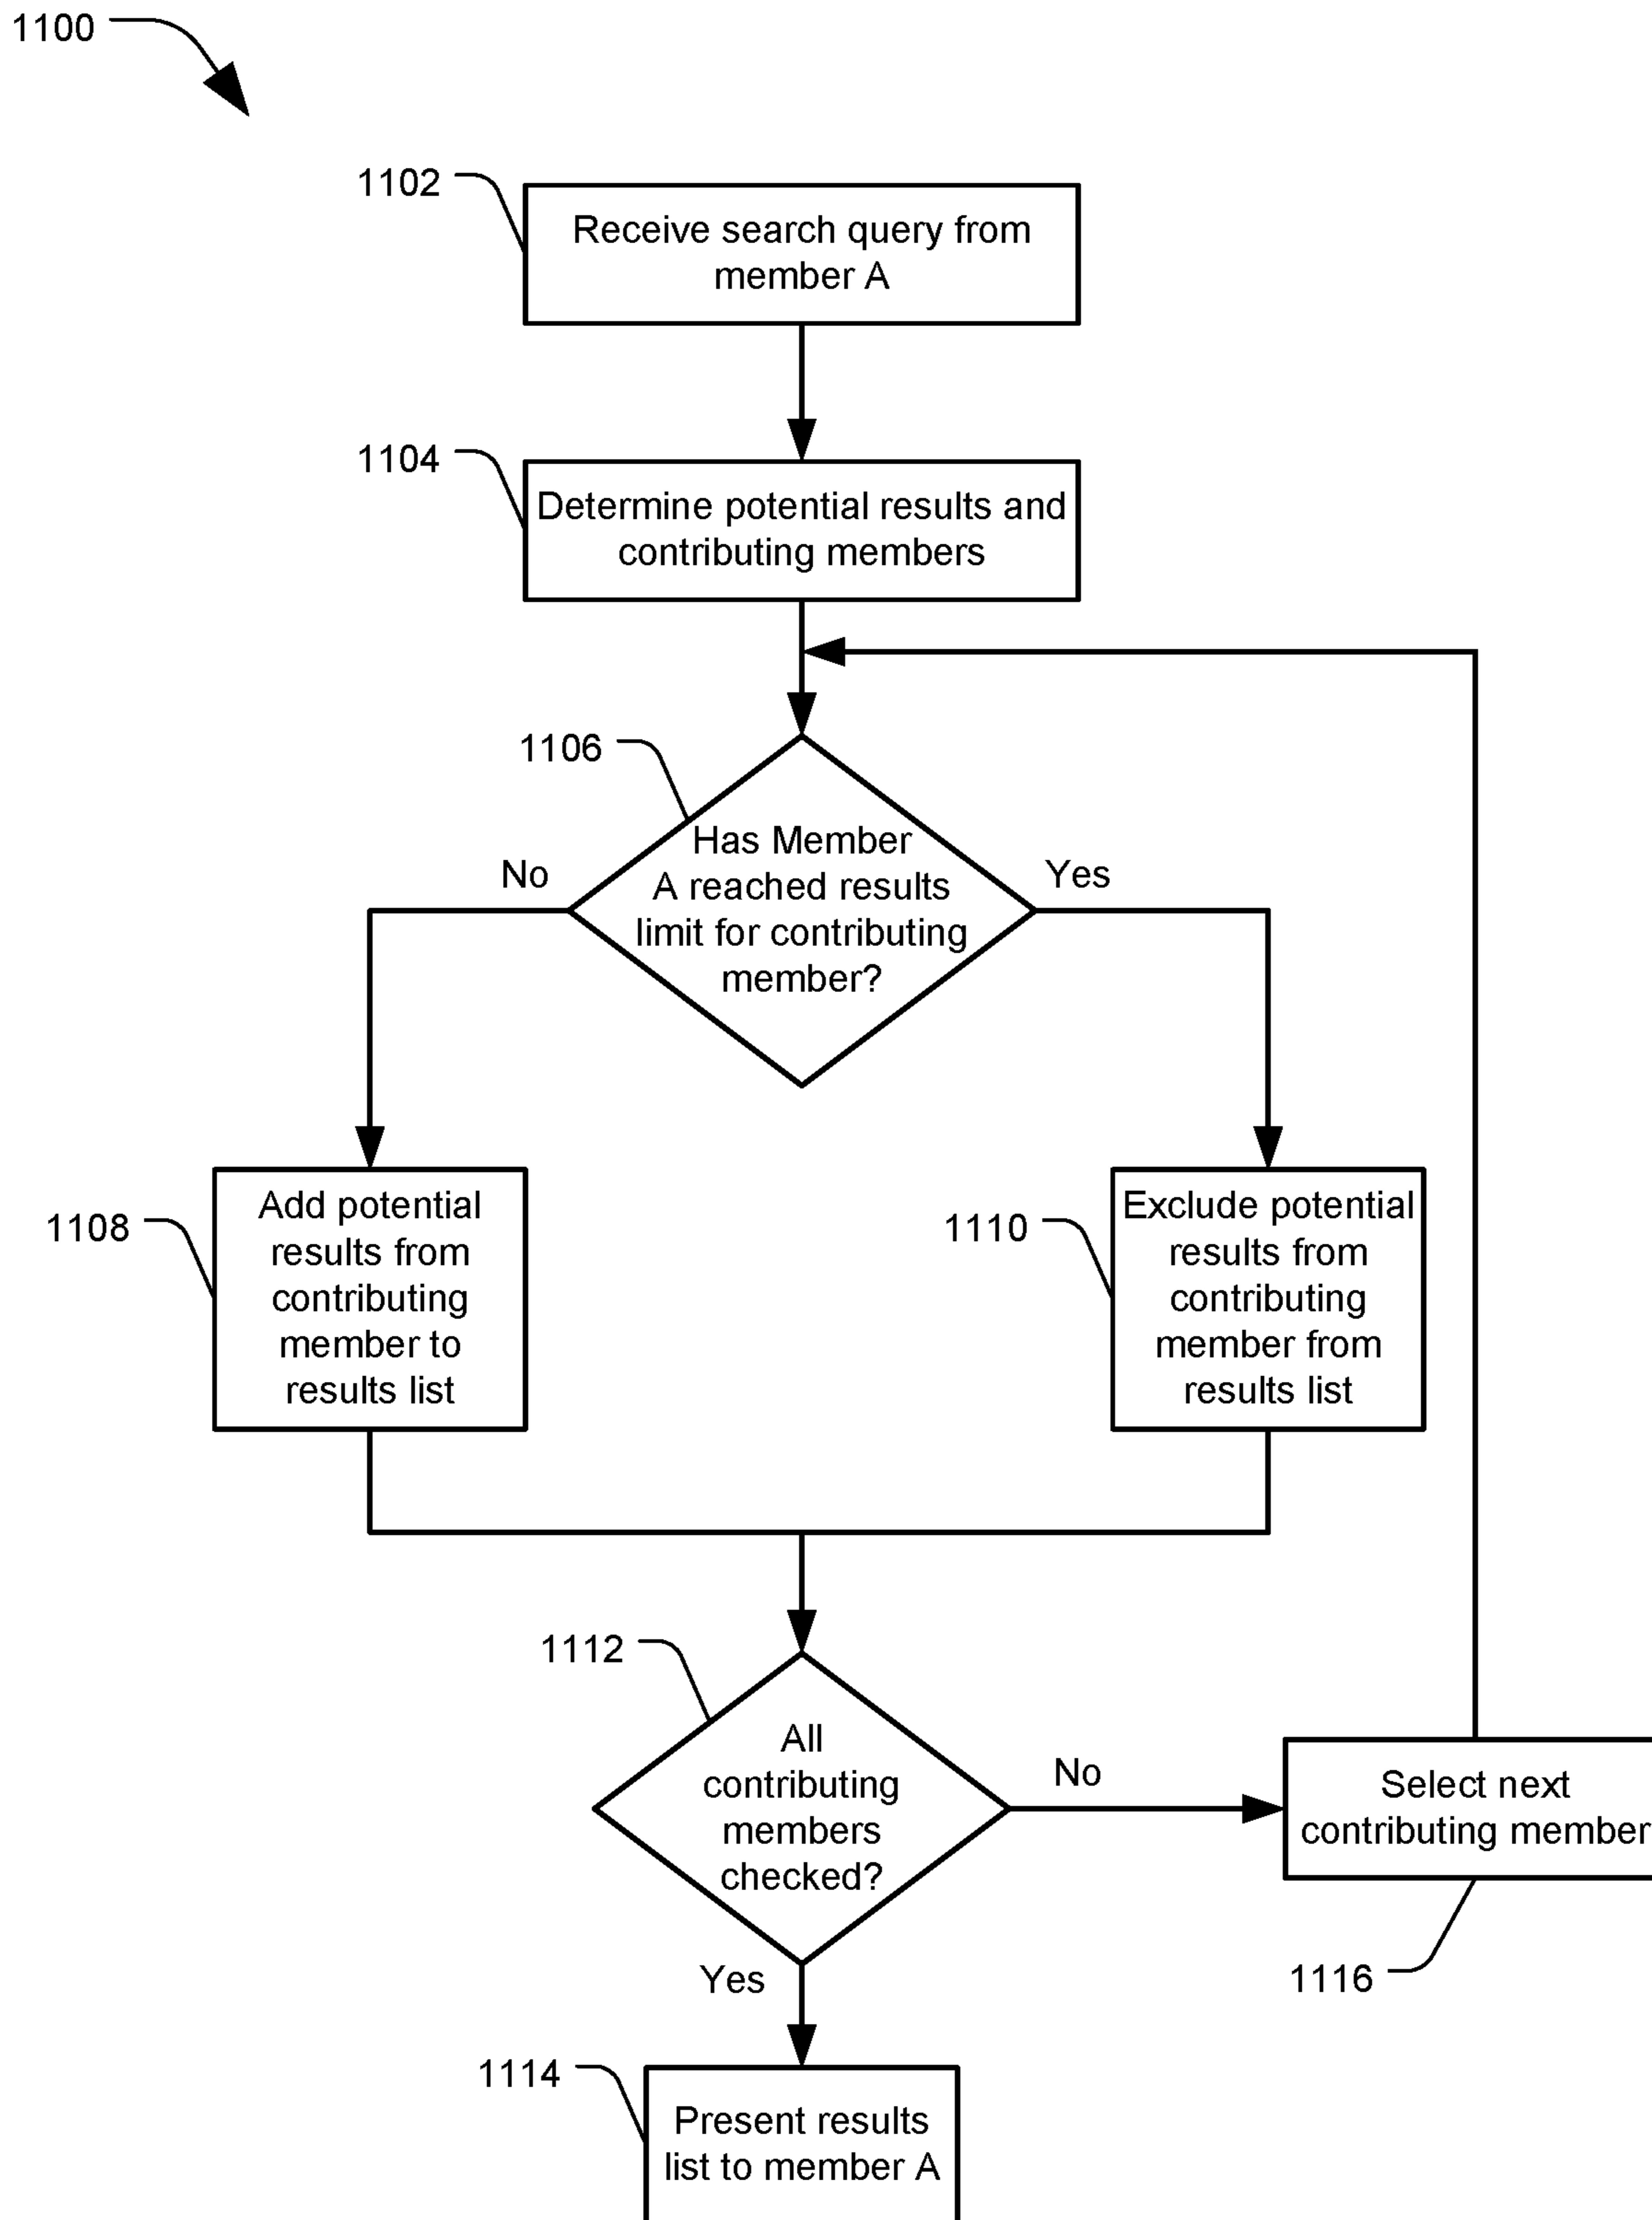 1100
1102
Receive search query from
member A
1104
Determine potential results and
contributing members
1106
Has Member
A reached results
limit for contributing
member?
No
Yes
1108
Add potential
results from
contributing
member to
results list
1110
Exclude potential
results from
contributing
member from
results list
1112
All
contributing
members
checked?
No
Select next
contributing member
1116
Yes
1114
Present results
list to member A